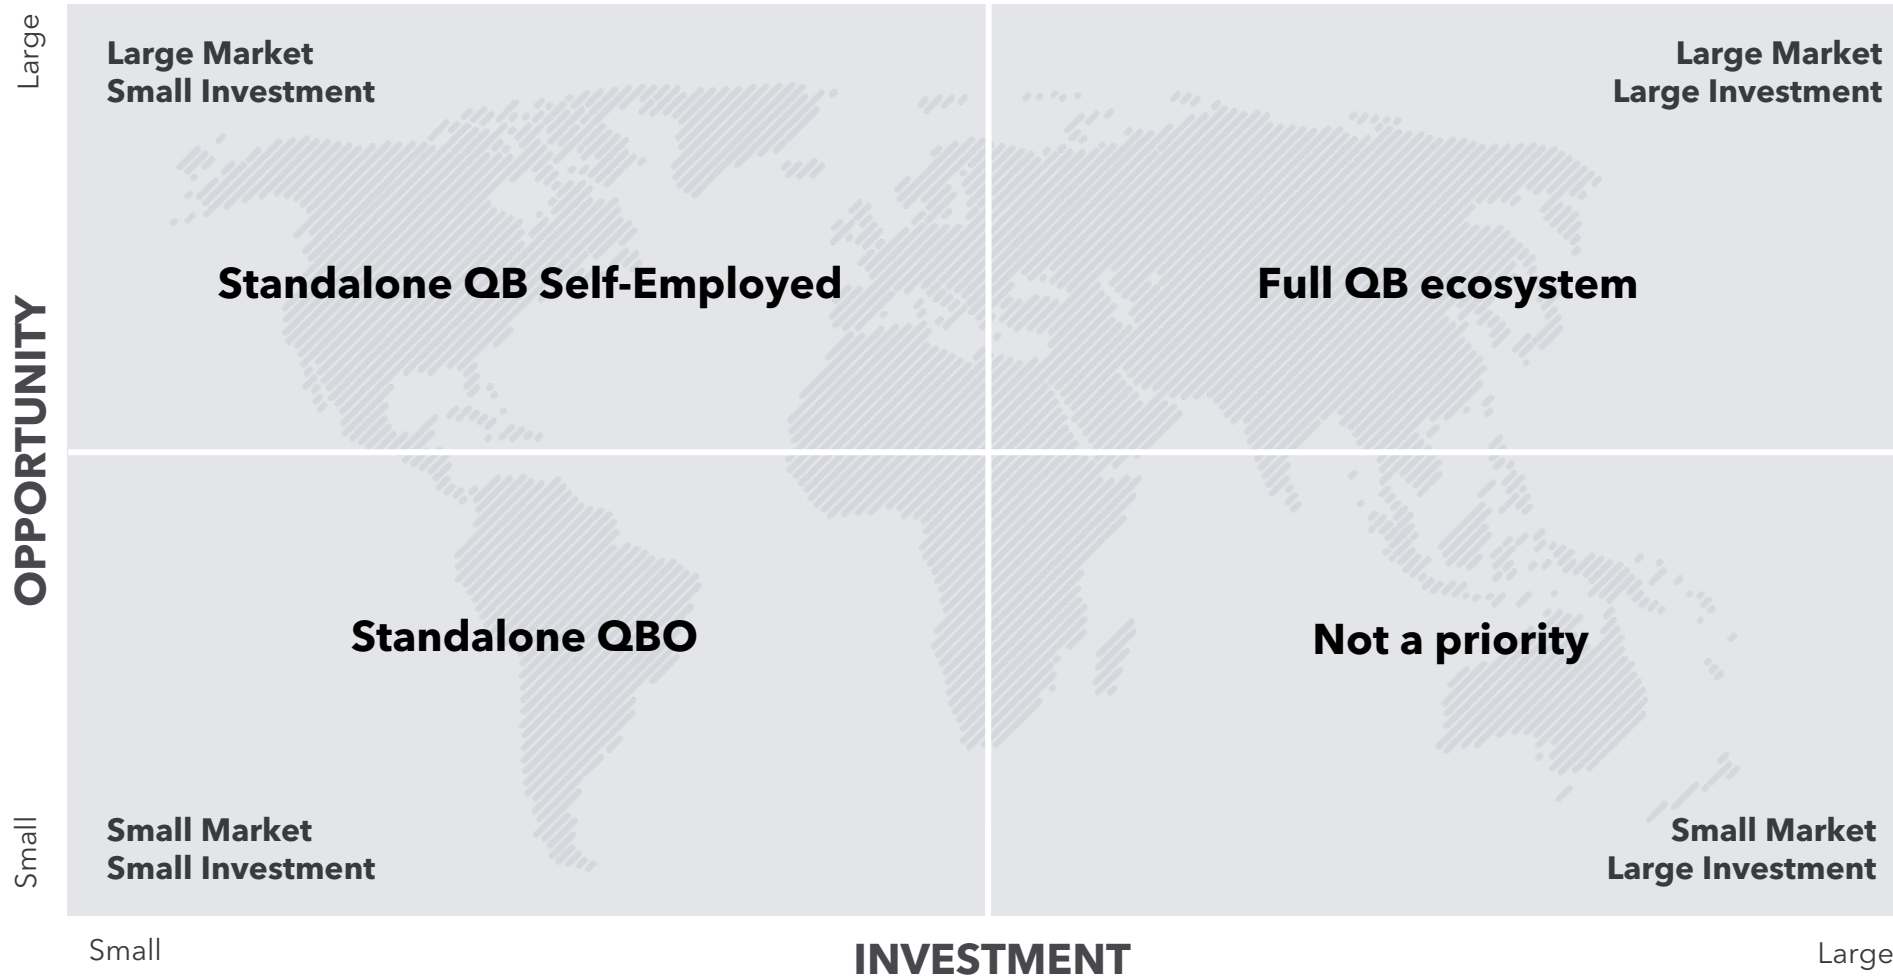 Large
Large Market
Small Investment
Large Market
Large Investment
Standalone QB Self-Employed
Full QB ecosystem
OPPORTUNITY
Standalone QBO
Not a priority
Small
Small Market
Small Investment
Small Market
Large Investment
Small
INVESTMENT
Large